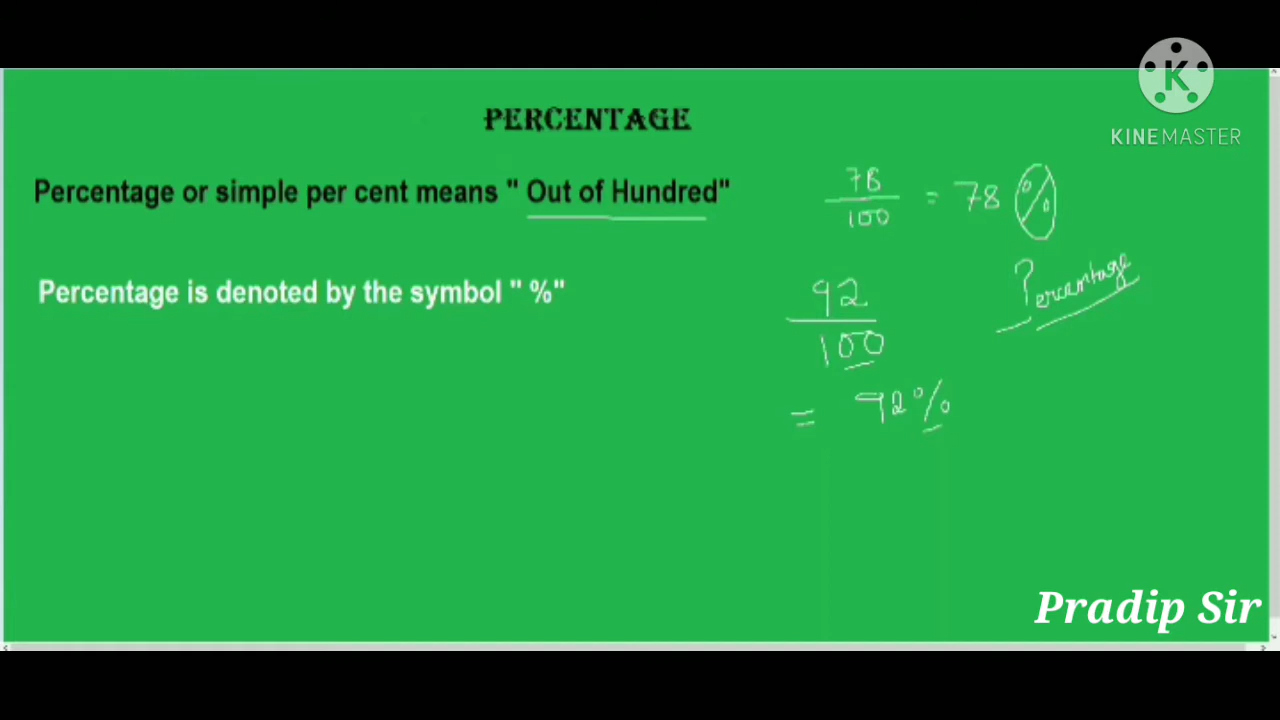 KINEMASTER
PERCENTAGE
Percentage or simple per cent means " Out of Hundred"
78
100
= 78 %
Percentage is denoted by the symbol " %"
Percentage
92
100
= 92%
Pradip Sir